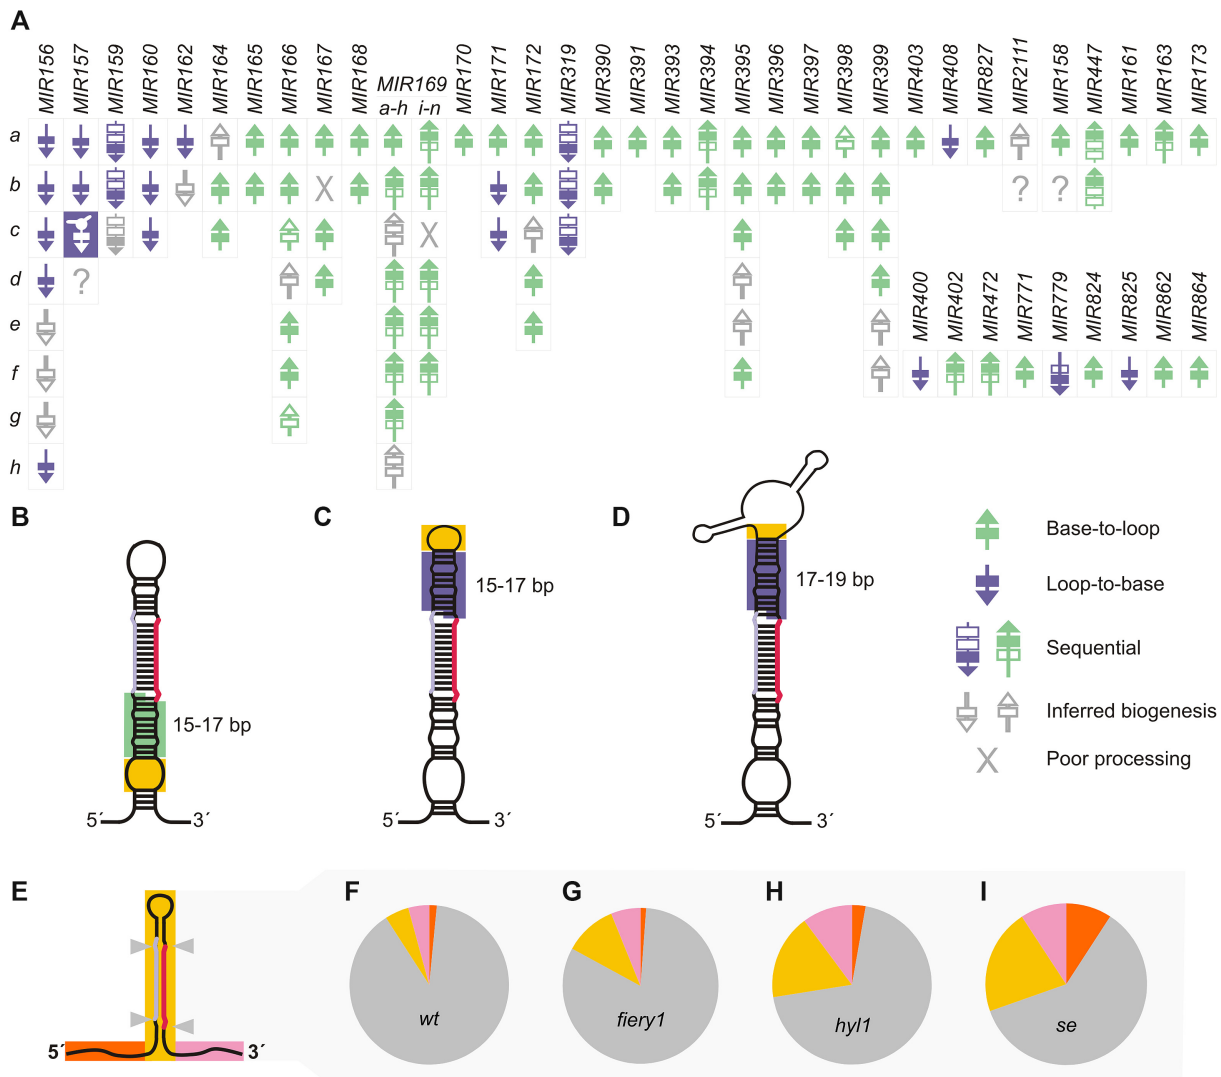 A
MIR156 MIR157 MIR159 MIR160 MIR162 MIR164 MIR165 MIR166 MIR167 MIR168 MIR169 MIR170 MIR171 MIR172 MIR319 MIR390 MIR391 MIR393 MIR394 MIR395 MIR396 MIR397 MIR398 MIR399 MIR403 MIR408 MIR827 MIR2111 MIR158 MIR447 MIR161 MIR163 MIR173
a-h i-n
a
b X ? ?
c X
d ?
MIR400 MIR402 MIR472 MIR771 MIR779 MIR824 MIR825 MIR862 MIR864
e
f
g
h
B C D
15-17 bp
15-17 bp
17-19 bp
5´ 3´
5´ 3´
5´ 3´
Base-to-loop
Loop-to-base
Sequential
Inferred biogenesis
X Poor processing
E F G H I
5´ 3´
wt
fiery1
hyl1
se